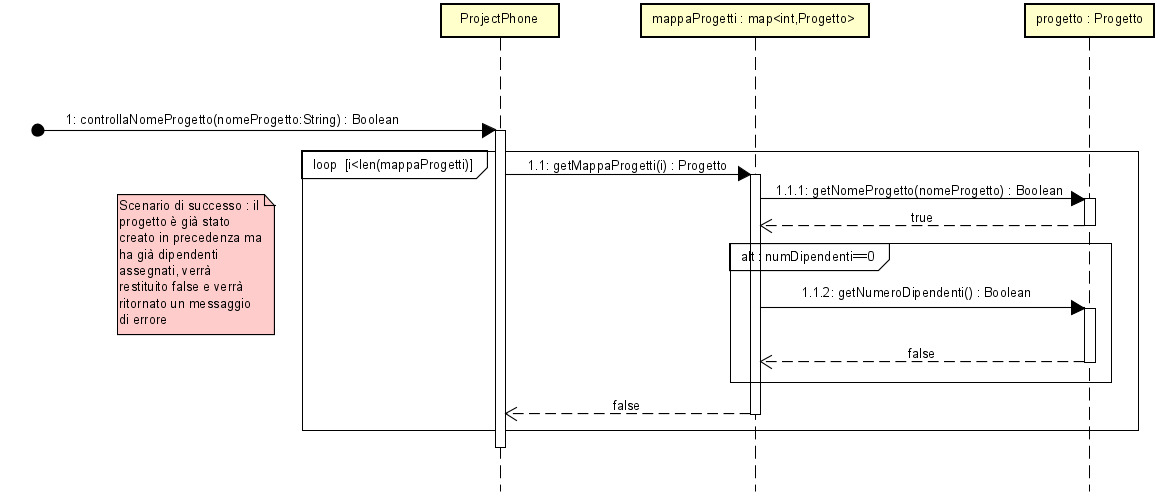 ProjectPhone
mappaProgetti : map<int,Progetto>
progetto : Progetto
1: controllaNomeProgetto(nomeProgetto:String) : Boolean
loop [i<len(mappaProgetti)]
1.1: getMappaProgetti(i) : Progetto
1.1.1: getNomeProgetto(nomeProgetto) : Boolean
true
Scenario di successo : il
progetto è già stato
creato in precedenza ma
ha già dipendenti
assegnati, verrà
restituito false e verrà
ritornato un messaggio
di errore
alt : numDipendenti==0
1.1.2: getNumeroDipendenti() : Boolean
false
false